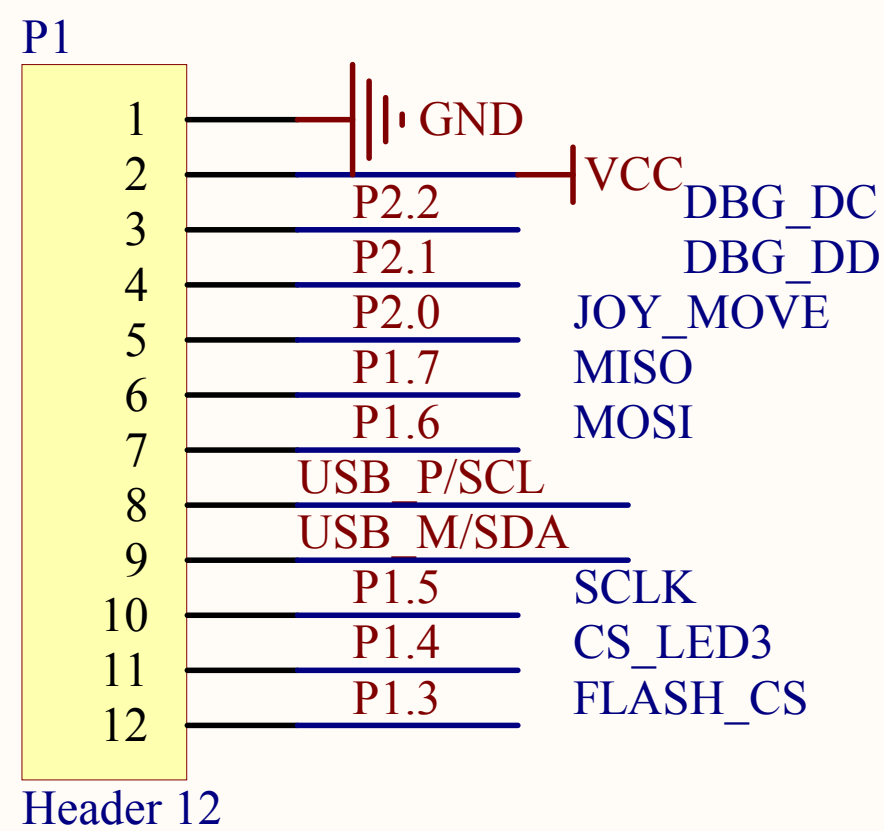 P1
1 GND
2 VCC
P2.2 DBG_DC
3
P2.1 DBG_DD
4
P2.0 JOY_MOVE
5
P1.7 MISO
6
P1.6 MOSI
7
USB_P/SCL
8
USB_M/SDA
9
P1.5 SCLK
10
P1.4 CS_LED3
11
P1.3 FLASH_CS
12
Header 12